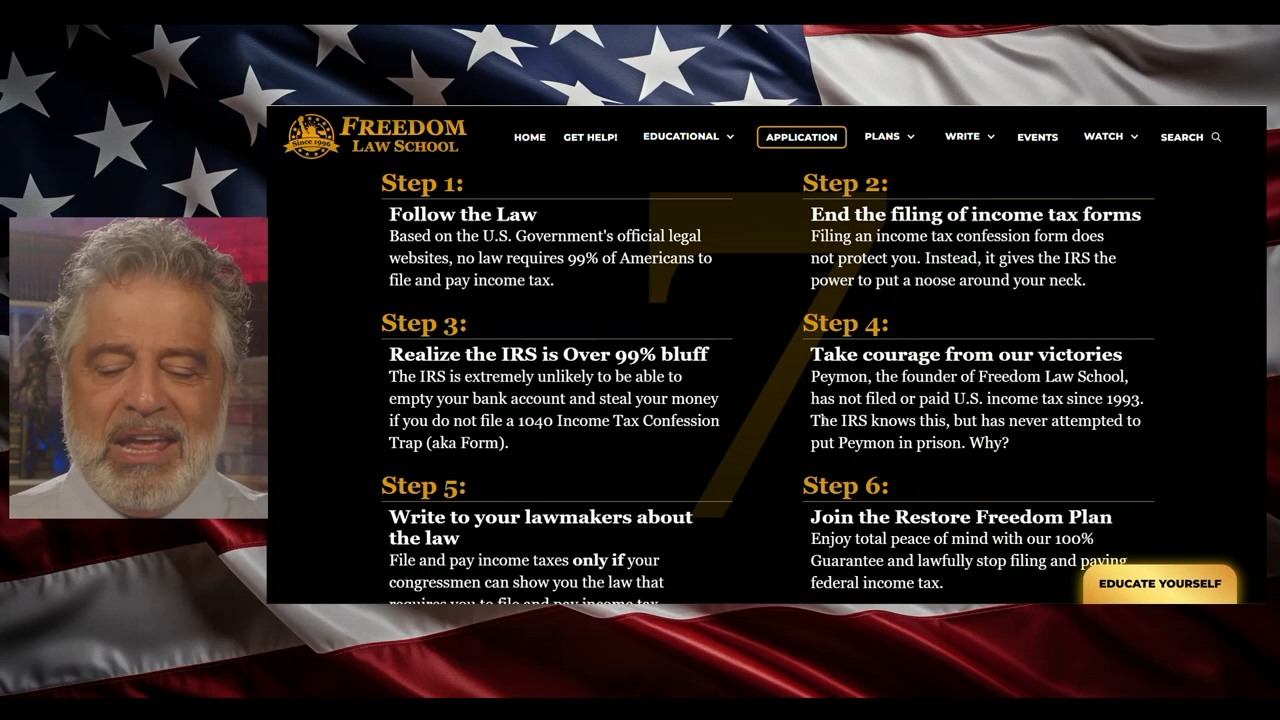 FREEDOM
LAW SCHOOL
Since 1996
HOME GET HELP! EDUCATIONAL APPLICATION PLANS WRITE EVENTS WATCH SEARCH
Step 1:
Follow the Law
Based on the U.S. Government's official legal
websites, no law requires 99% of Americans to
file and pay income tax.
Step 2:
End the filing of income tax forms
Filing an income tax confession form does
not protect you. Instead, it gives the IRS the
power to put a noose around your neck.
Step 3:
Realize the IRS is Over 99% bluff
The IRS is extremely unlikely to be able to
empty your bank account and steal your money
if you do not file a 1040 Income Tax Confession
Trap (aka Form).
Step 4:
Take courage from our victories
Peymon, the founder of Freedom Law School,
has not filed or paid U.S. income tax since 1993.
The IRS knows this, but has never attempted to
put Peymon in prison. Why?
Step 5:
Write to your lawmakers about
the law
File and pay income taxes only if your
congressmen can show you the law that
requires you to file and pay income tax
Step 6:
Join the Restore Freedom Plan
Enjoy total peace of mind with our 100%
Guarantee and lawfully stop filing and paying
federal income tax.
EDUCATE YOURSELF
7